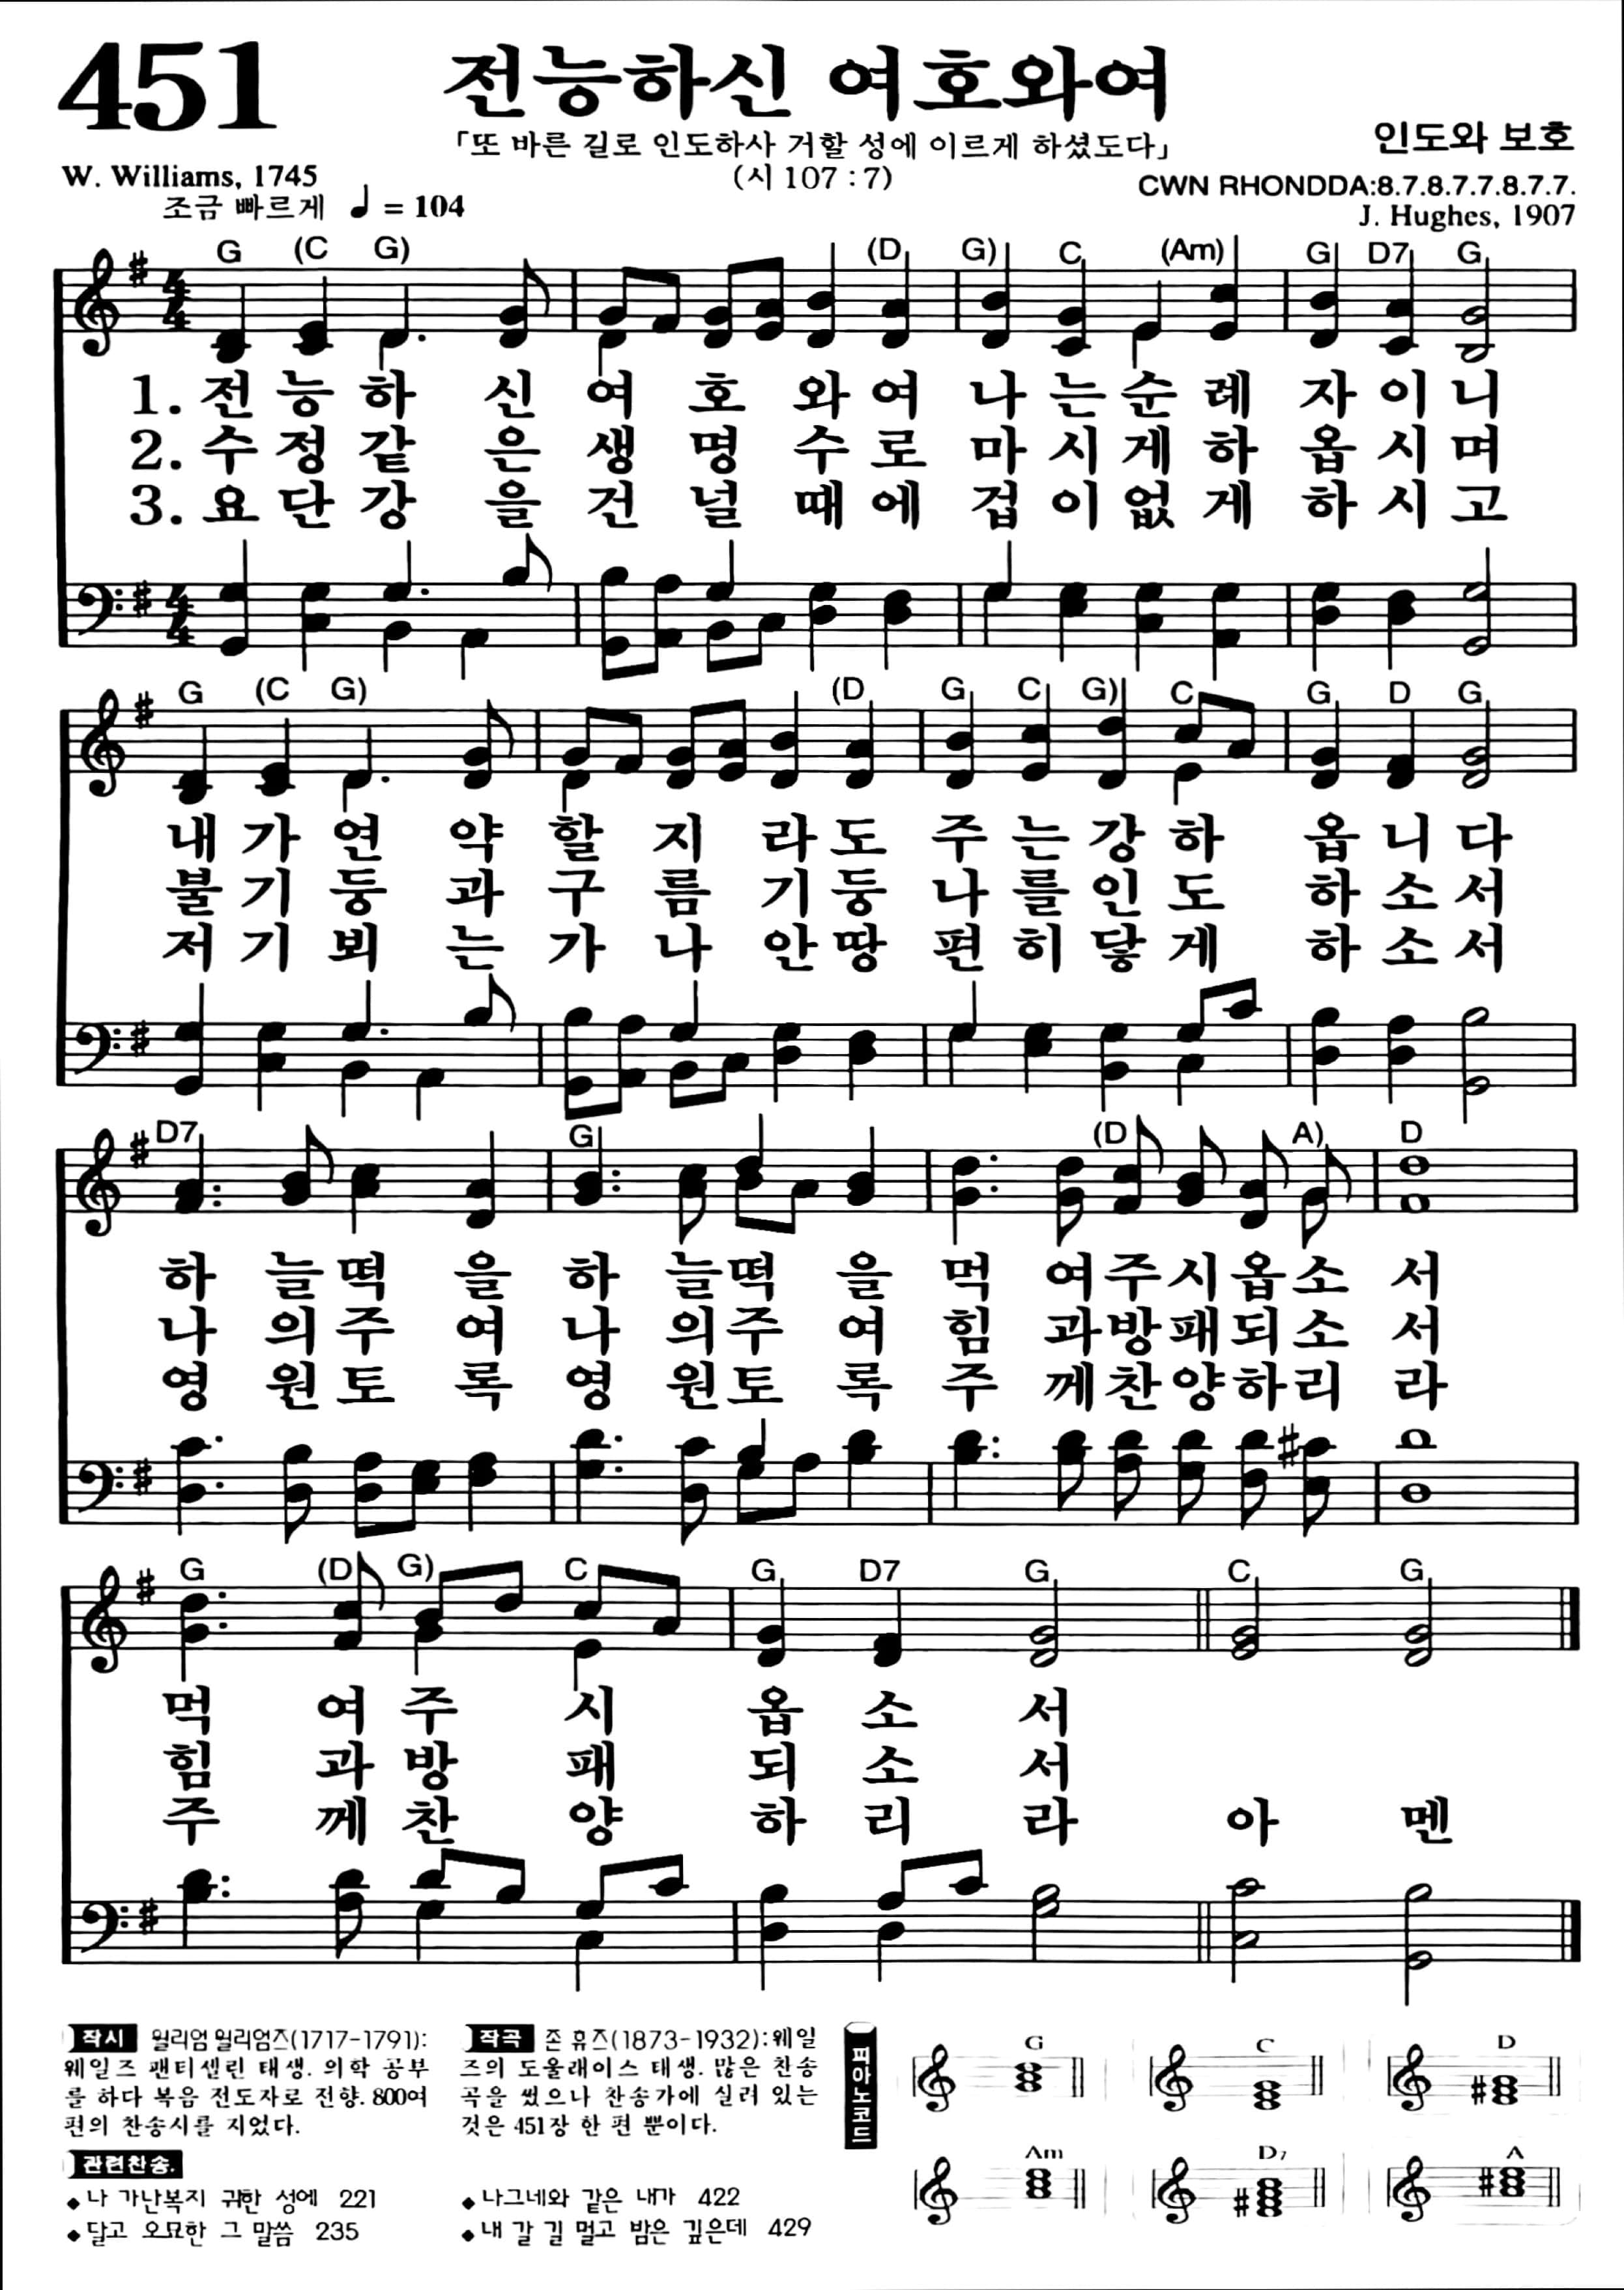 451
전능하신 여호와여
「또 바른 길로 인도하사 거할 성에 이르게 하셨도다」
(시 107 : 7)
인도와 보호
W. Williams, 1745
CWN RHONDDA:8.7.8.7.7.8.7.7.
조금 빠르게 ♩ = 104
J. Hughes, 1907
G (C G) (D G) C (Am) G D7 G
1. 전 능 하 신 여 호 와 여 나 는 순 례 자 이 니
2. 수 정 같 은 생 명 수 로 마 시 게 하 옵 시 며
3. 요 단 강 을 건 널 때 에 겁 이 없 게 하 시 고
G (C G) (D G C G) C G D G
내 가 연 약 할 지 라 도 주 는 강 하 옵 니 다
불 기 둥 과 구 름 기 둥 나 를 인 도 하 소 서
저 기 뵈 는 가 나 안 땅 편 히 닿 게 하 소 서
D7 G (D A) D
하 늘 떡 을 하 늘 떡 을 먹 여 주 시 옵 소 서
나 의 주 여 나 의 주 여 힘 과 방 패 되 소 서
영 원 토 록 영 원 토 록 주 께 찬 양 하 리 라
G (D G) C G D7 G C G
먹 여 주 시 옵 소 서
힘 과 방 패 되 소 서
주 께 찬 양 하 리 라 아 멘
작시 윌리엄 윌리엄즈(1717-1791):
웨일즈 팬티셀린 태생. 의학 공부
를 하다 복음 전도자로 전향. 800여
편의 찬송시를 지었다.
작곡 존 휴즈(1873-1932):웨일
즈의 도울래이스 태생. 많은 찬송
곡을 썼으나 찬송가에 실려 있는
것은 451장 한 편 뿐이다.
관련찬송.
◆나 가난복지 귀한 성에 221
◆달고 오묘한 그 말씀 235
◆나그네와 같은 내가 422
◆내 갈 길 멀고 밤은 깊은데 429
피아노코드
G C D
Am D7 A